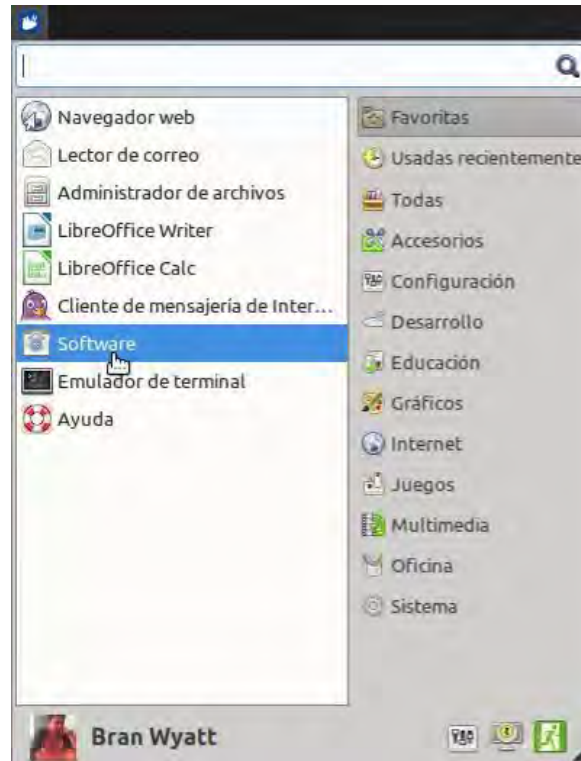 Navegador web
Lector de correo
Administrador de archivos
LibreOffice Writer
LibreOffice Calc
Cliente de mensajería de Inter...
Software
Emulador de terminal
Ayuda
Favoritas
Usadas recientemente
Todas
Accesorios
Configuración
Desarrollo
Educación
Gráficos
Internet
Juegos
Multimedia
Oficina
Sistema
Bran Wyatt